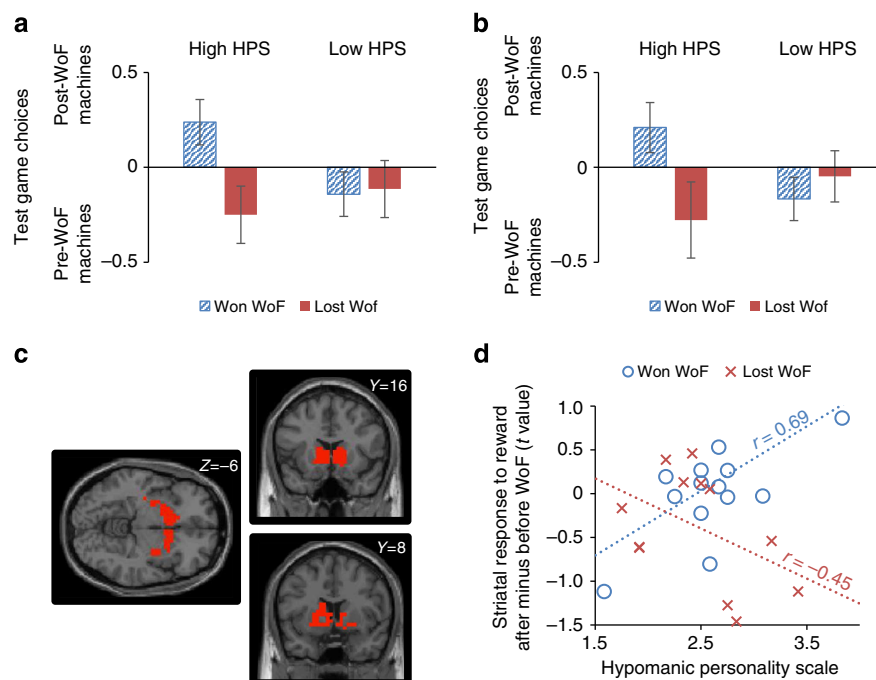 a
High HPS Low HPS
Test game choices
Post-WoF
machines
Pre-WoF
machines
0.5
0
–0.5
Won WoF Lost Wof
b
High HPS Low HPS
Test game choices
Post-WoF
machines
Pre-WoF
machines
0.5
0
–0.5
Won WoF Lost WoF
c
Z=–6
Y=16
Y=8
d
Won WoF Lost WoF
Striatal response to reward
after minus before WoF (t value)
1.0
0.5
0.0
–0.5
–1.0
–1.5
r = 0.69
r = –0.45
1.5 2.5 3.5
Hypomanic personality scale